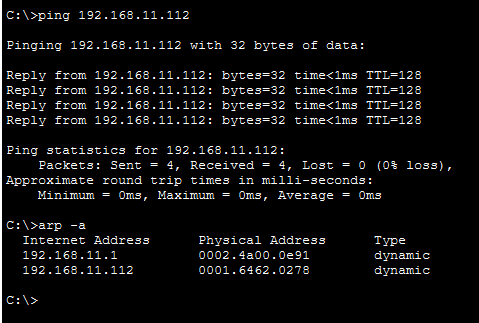 C:\>ping 192.168.11.112
Pinging 192.168.11.112 with 32 bytes of data:
Reply from 192.168.11.112: bytes=32 time<1ms TTL=128
Reply from 192.168.11.112: bytes=32 time<1ms TTL=128
Reply from 192.168.11.112: bytes=32 time<1ms TTL=128
Reply from 192.168.11.112: bytes=32 time<1ms TTL=128
Ping statistics for 192.168.11.112:
    Packets: Sent = 4, Received = 4, Lost = 0 (0% loss),
Approximate round trip times in milli-seconds:
    Minimum = 0ms, Maximum = 0ms, Average = 0ms
C:\>arp -a
  Internet Address      Physical Address      Type
  192.168.11.1          0002.4a00.0e91        dynamic
  192.168.11.112        0001.6462.0278        dynamic
C:\>